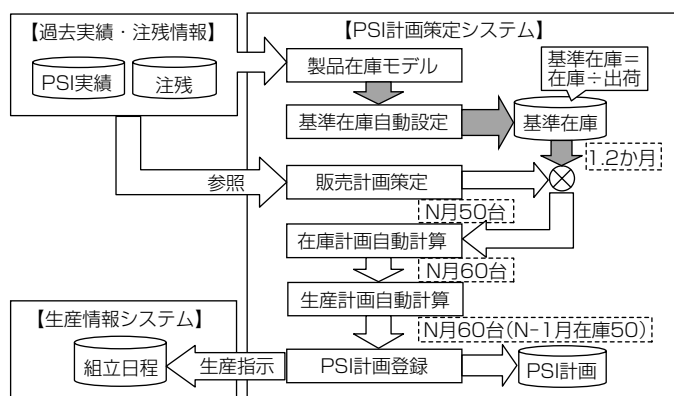 【過去実績・注残情報】
PSI実績
注残
【PSI計画策定システム】
製品在庫モデル
基準在庫＝
在庫÷出荷
基準在庫自動設定
基準在庫
1.2か月
参照
販売計画策定
N月50台
在庫計画自動計算
N月60台
生産計画自動計算
N月60台(N-1月在庫50)
【生産情報システム】
組立日程
生産指示
PSI計画登録
PSI計画